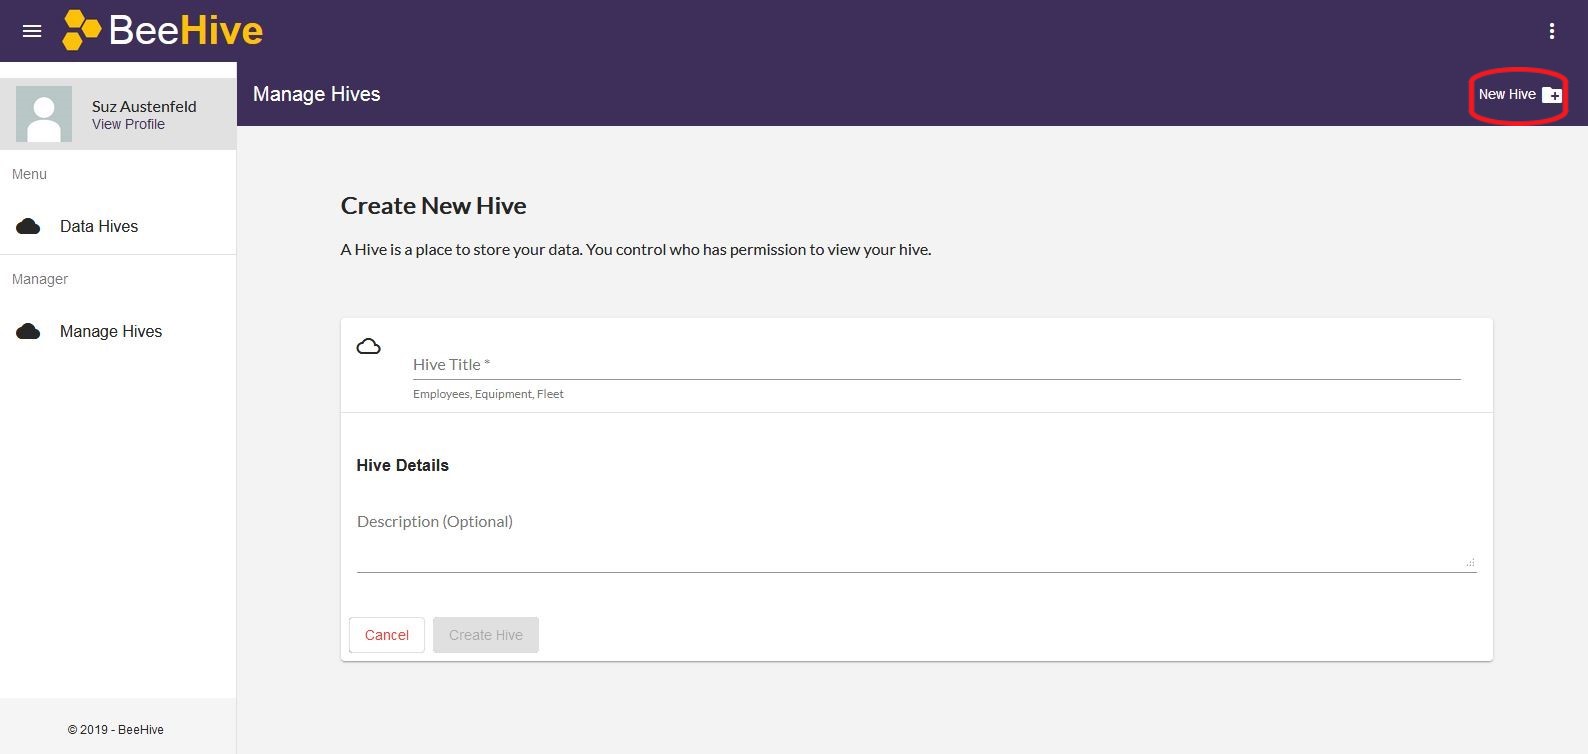 BeeHive
Suz Austenfeld
View Profile
Menu
Data Hives
Manager
Manage Hives
© 2019 - BeeHive
Manage Hives
New Hive
Create New Hive
A Hive is a place to store your data. You control who has permission to view your hive.
Hive Title *
Employees, Equipment, Fleet
Hive Details
Description (Optional)
Cancel
Create Hive